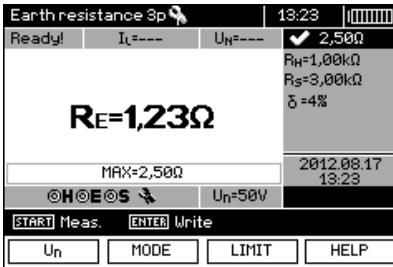 Earth resistance 3p 13:23
Ready! IL=--- UN=--- ✔ 2,50Ω
RH=1,00kΩ
RS=3,00kΩ
δ=4%
RE=1,23Ω
MAX=2,50Ω
2012.08.17
13:23
H E S Un=50V
START Meas. ENTER Write
Un MODE LIMIT HELP